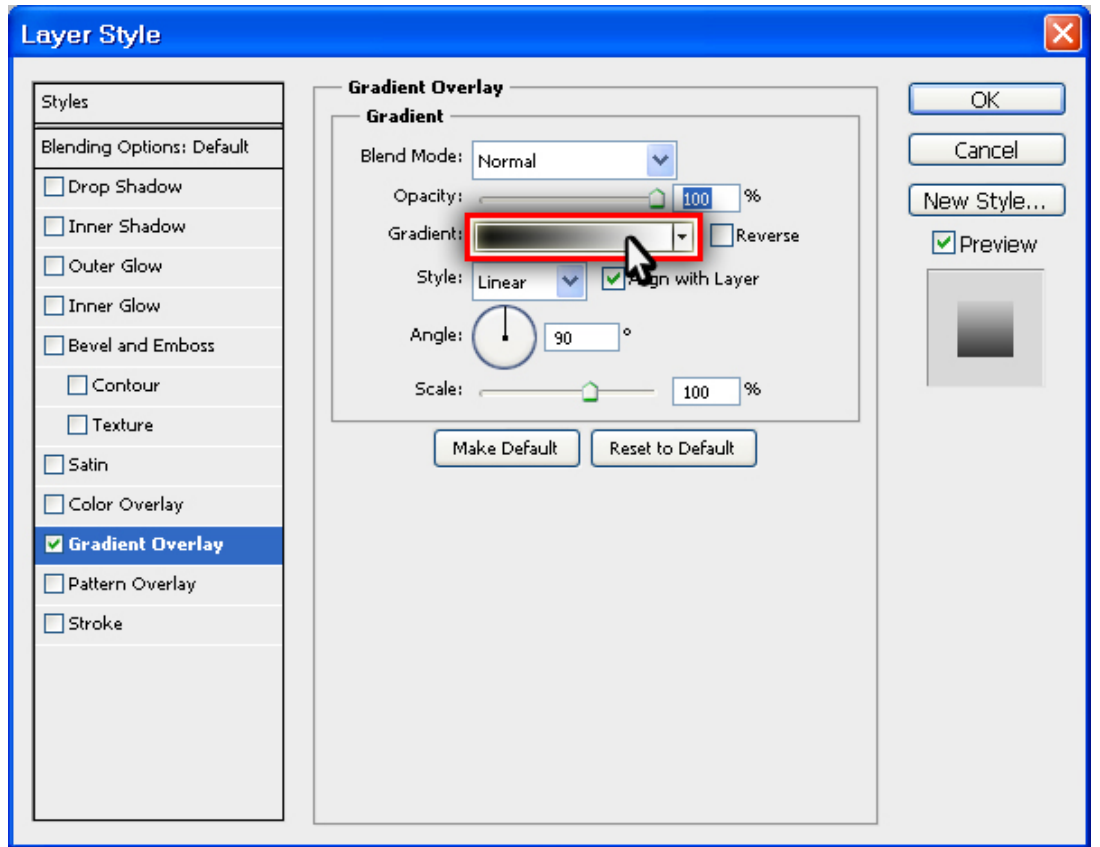 Layer Style
Styles
Blending Options: Default
Drop Shadow
Inner Shadow
Outer Glow
Inner Glow
Bevel and Emboss
Contour
Texture
Satin
Color Overlay
Gradient Overlay
Pattern Overlay
Stroke
Gradient Overlay
Gradient
Blend Mode: Normal
Opacity: 100 %
Gradient: Reverse
Style: Linear with Layer
Angle: 90 °
Scale: 100 %
Make Default Reset to Default
OK
Cancel
New Style...
Preview